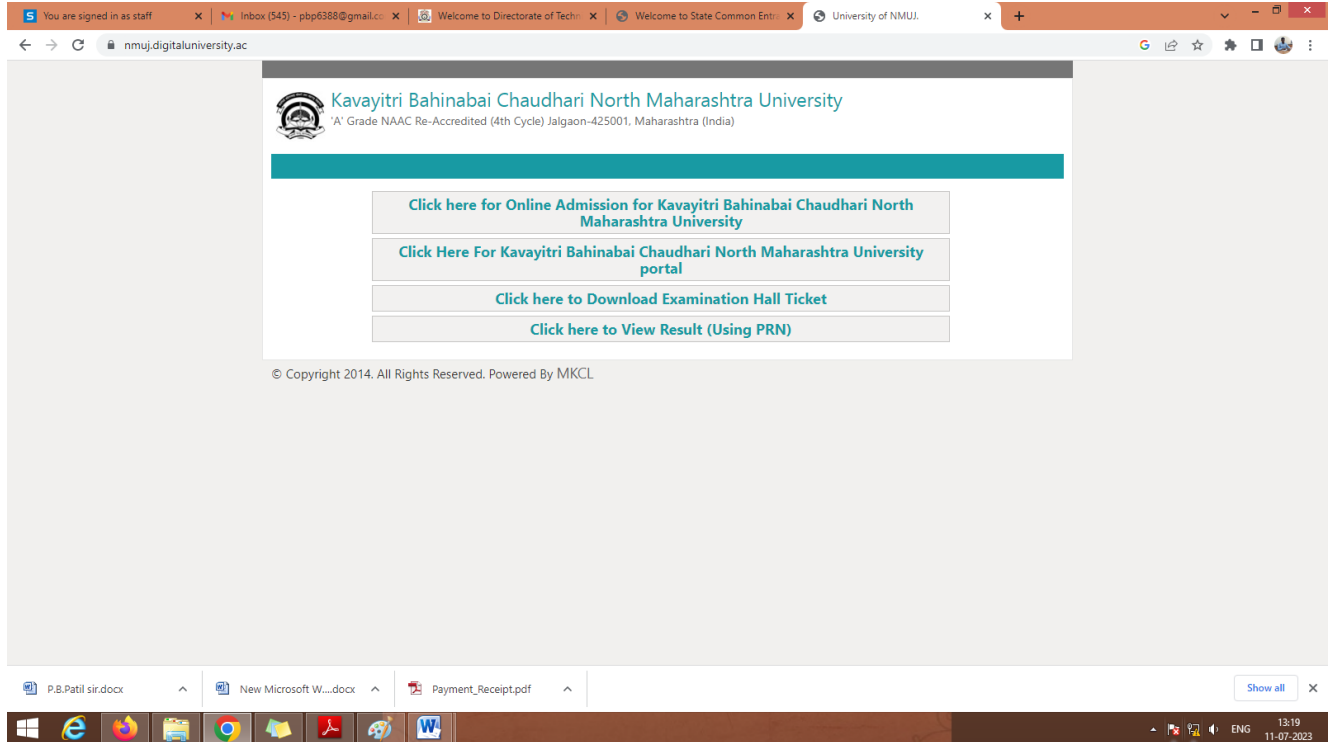 You are signed in as staff
Inbox (545) - pbp6388@gmail.co
Welcome to Directorate of Techn
Welcome to State Common Entr
University of NMUJ.
nmuj.digitaluniversity.ac
Kavayitri Bahinabai Chaudhari North Maharashtra University
'A' Grade NAAC Re-Accredited (4th Cycle) Jalgaon-425001, Maharashtra (India)
Click here for Online Admission for Kavayitri Bahinabai Chaudhari North
Maharashtra University
Click Here For Kavayitri Bahinabai Chaudhari North Maharashtra University
portal
Click here to Download Examination Hall Ticket
Click here to View Result (Using PRN)
© Copyright 2014. All Rights Reserved. Powered By MKCL
P.B.Patil sir.docx
New Microsoft W....docx
Payment_Receipt.pdf
Show all
ENG
13:19
11-07-2023